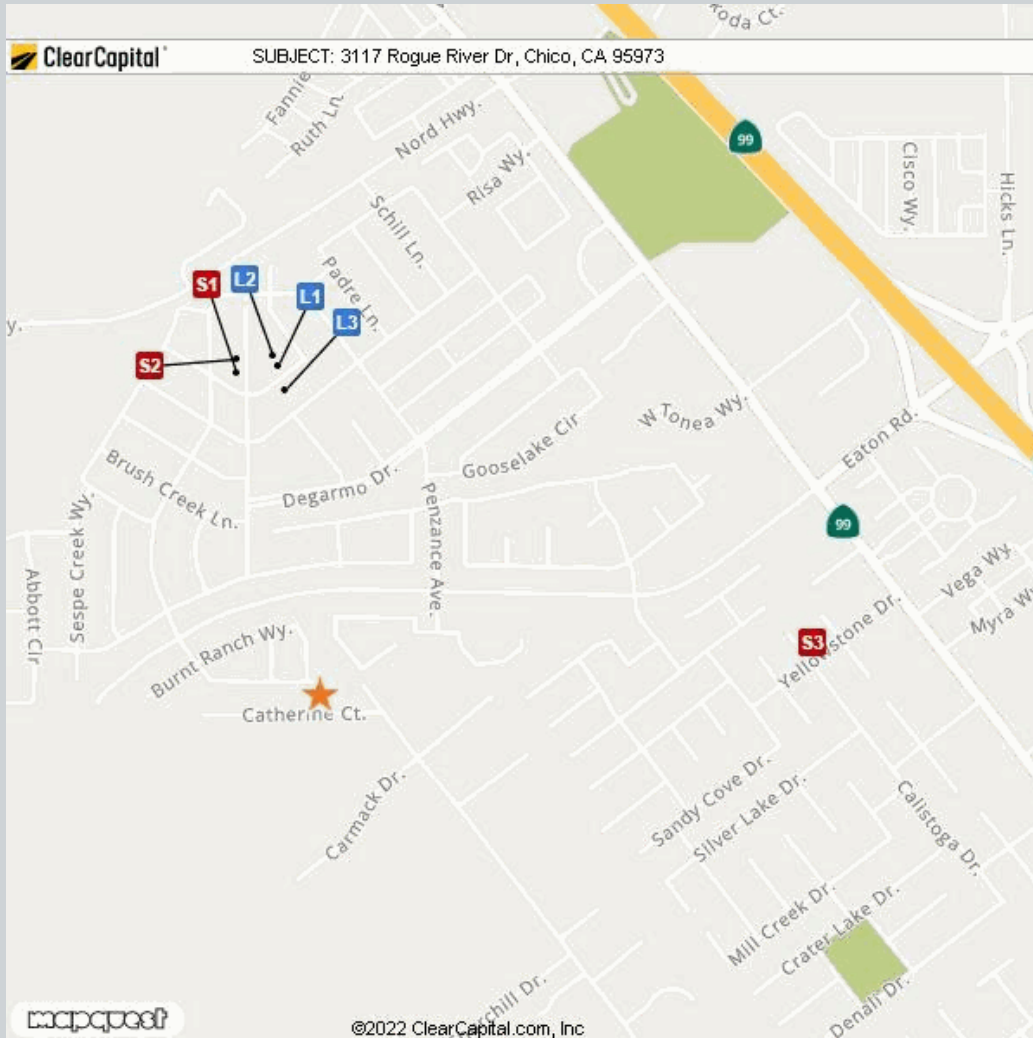 Koda Ct.
ClearCapital
SUBJECT: 3117 Rogue River Dr, Chico, CA 95973
Fannie
Ruth Ln.
Nord Hwy.
99
Risa Wy.
Cisco Wy.
Hicks Ln.
Schill Ln.
Padre Ln.
S1
L2
L1
L3
y.
S2
W Tonea Wy.
Eaton Rd.
Gooselake Cir
Brush Creek Ln.
Degarmo Dr.
Penzance Ave.
99
Sespe Creek Wy.
Abbott Cir
Vega Wy.
Myra Wy
S3
Yellowstone Dr.
Burnt Ranch Wy.
Catherine Ct.
Carmack Dr.
Sandy Cove Dr.
Silver Lake Dr.
Calistoga Dr.
Mill Creek Dr.
Crater Lake Dr.
Denali Dr.
rchill Dr.
mapquest
©2022 ClearCapital.com, Inc